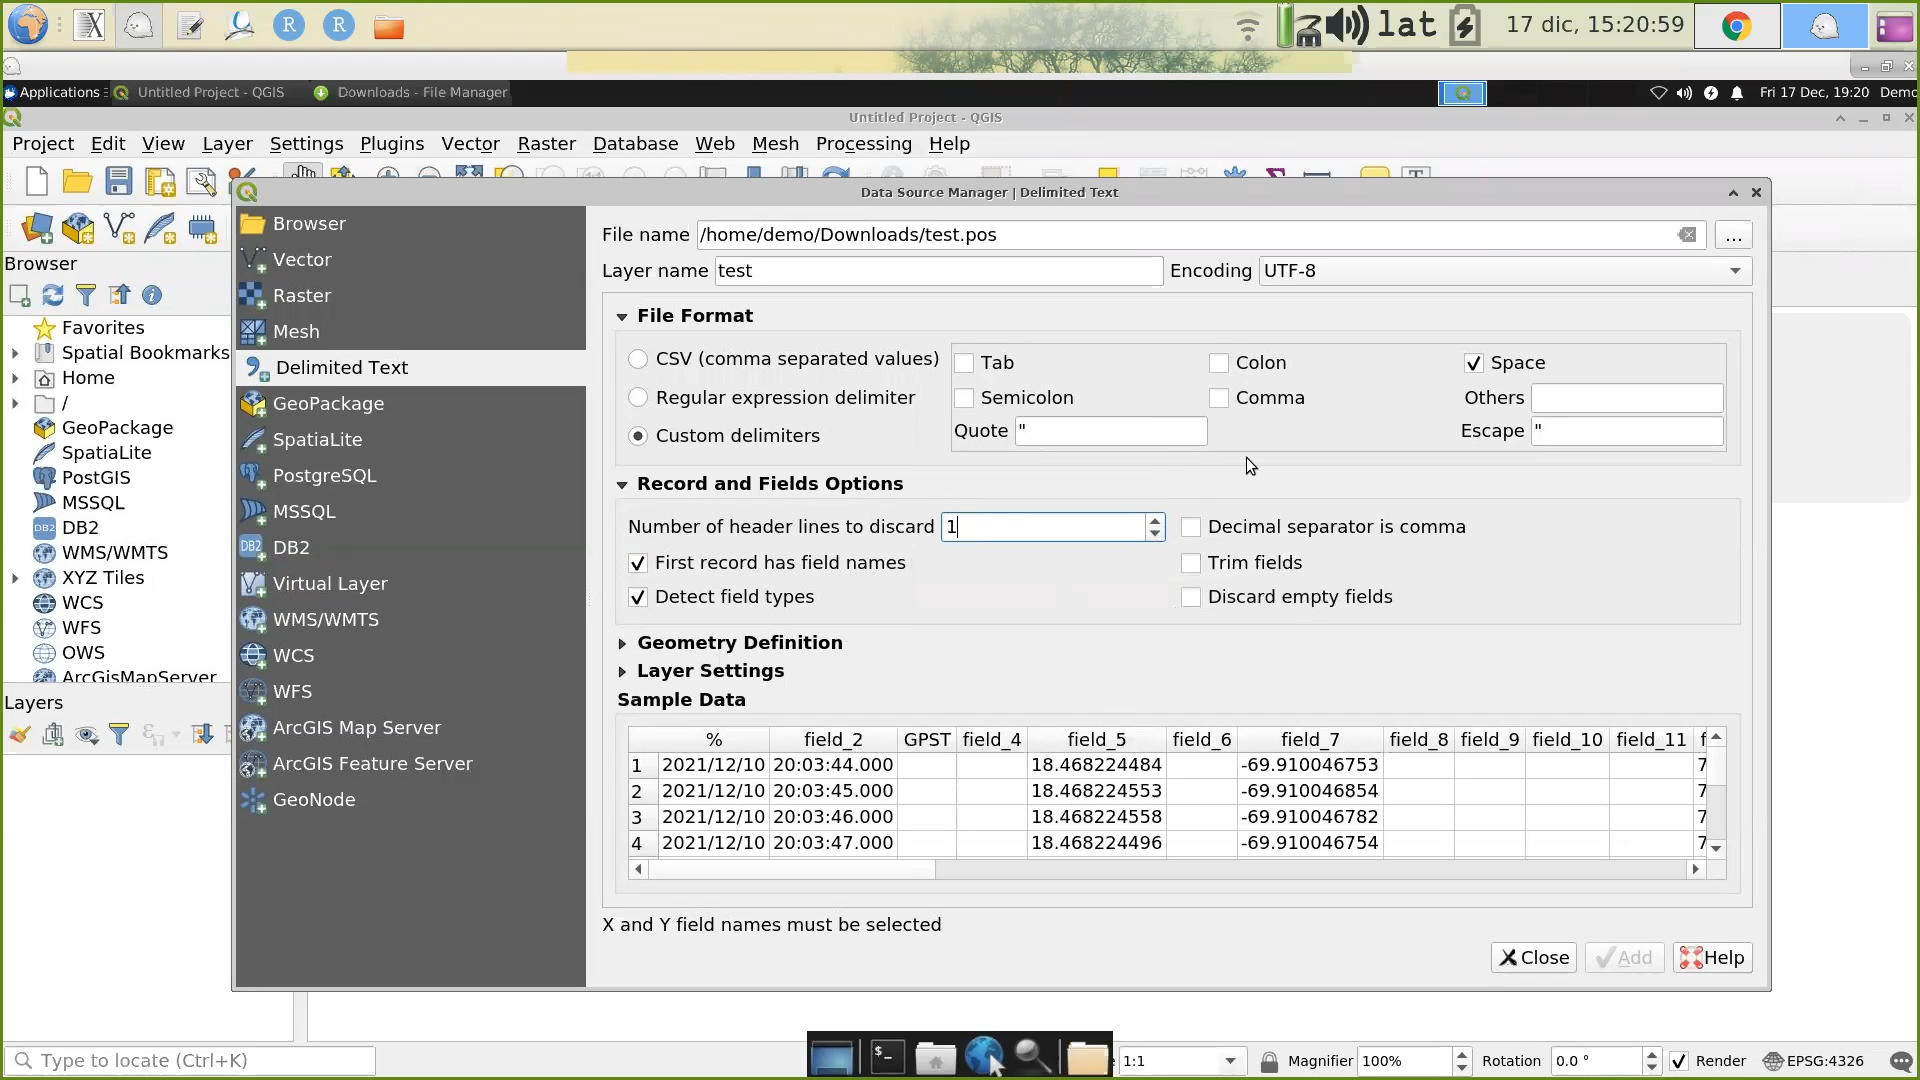 lat 17 dic, 15:20:59
Applications Untitled Project - QGIS Downloads - File Manager Fri 17 Dec, 19:20 Demo
Untitled Project - QGIS
Project Edit View Layer Settings Plugins Vector Raster Database Web Mesh Processing Help
Data Source Manager | Delimited Text
Browser
Favorites
Spatial Bookmarks
Home
/
GeoPackage
SpatiaLite
PostGIS
MSSQL
DB2
WMS/WMTS
XYZ Tiles
WCS
WFS
OWS
ArcGisMapServer
Layers
Browser
Vector
Raster
Mesh
Delimited Text
GeoPackage
SpatiaLite
PostgreSQL
MSSQL
DB2
Virtual Layer
WMS/WMTS
WCS
WFS
ArcGIS Map Server
ArcGIS Feature Server
GeoNode
File name /home/demo/Downloads/test.pos ...
Layer name test Encoding UTF-8
File Format
CSV (comma separated values) Tab Colon Space
Regular expression delimiter Semicolon Comma Others
Custom delimiters Quote " Escape "
Record and Fields Options
Number of header lines to discard 1 Decimal separator is comma
First record has field names Trim fields
Detect field types Discard empty fields
Geometry Definition
Layer Settings
Sample Data
% field_2 GPST field_4 field_5 field_6 field_7 field_8 field_9 field_10 field_11 f
1 2021/12/10 20:03:44.000 18.468224484 -69.910046753 7
2 2021/12/10 20:03:45.000 18.468224553 -69.910046854 7
3 2021/12/10 20:03:46.000 18.468224558 -69.910046782 7
4 2021/12/10 20:03:47.000 18.468224496 -69.910046754 7
X and Y field names must be selected
Close Add Help
Type to locate (Ctrl+K) 1:1 Magnifier 100% Rotation 0.0 ° Render EPSG:4326